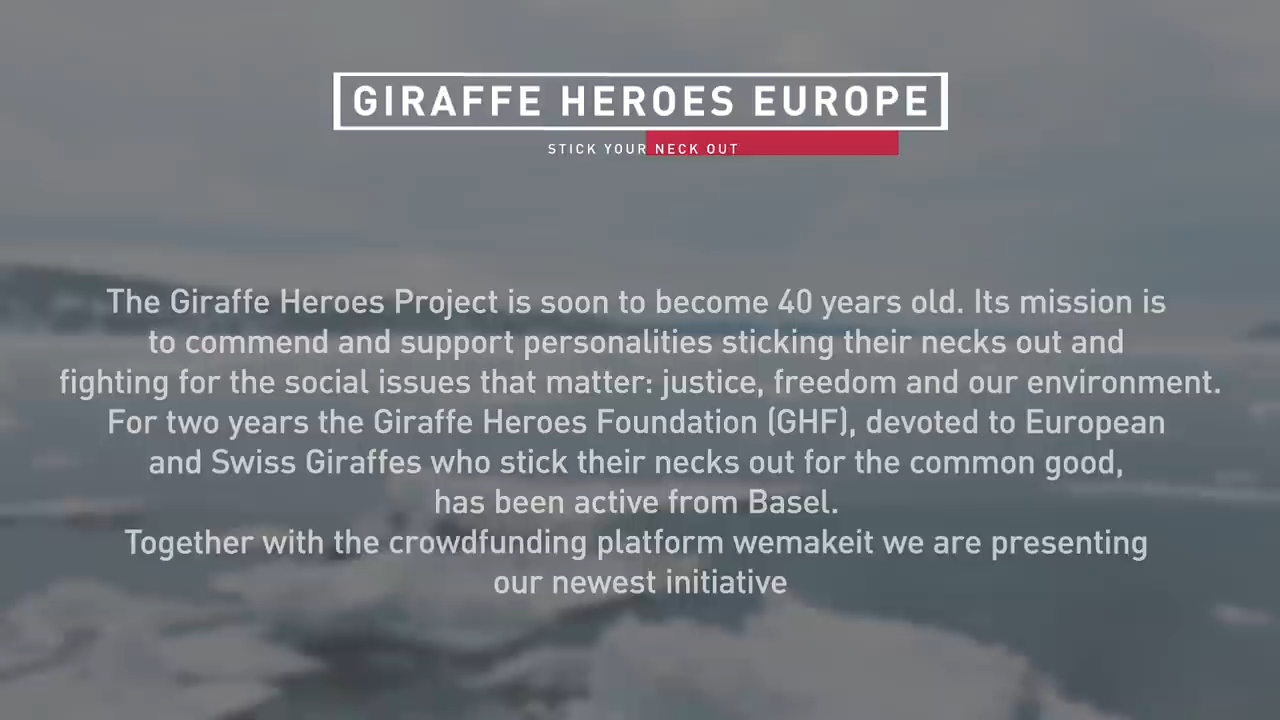 GIRAFFE HEROES EUROPE
STICK YOUR NECK OUT
The Giraffe Heroes Project is soon to become 40 years old. Its mission is
to commend and support personalities sticking their necks out and
fighting for the social issues that matter: justice, freedom and our environment.
For two years the Giraffe Heroes Foundation (GHF), devoted to European
and Swiss Giraffes who stick their necks out for the common good,
has been active from Basel.
Together with the crowdfunding platform wemakeit we are presenting
our newest initiative